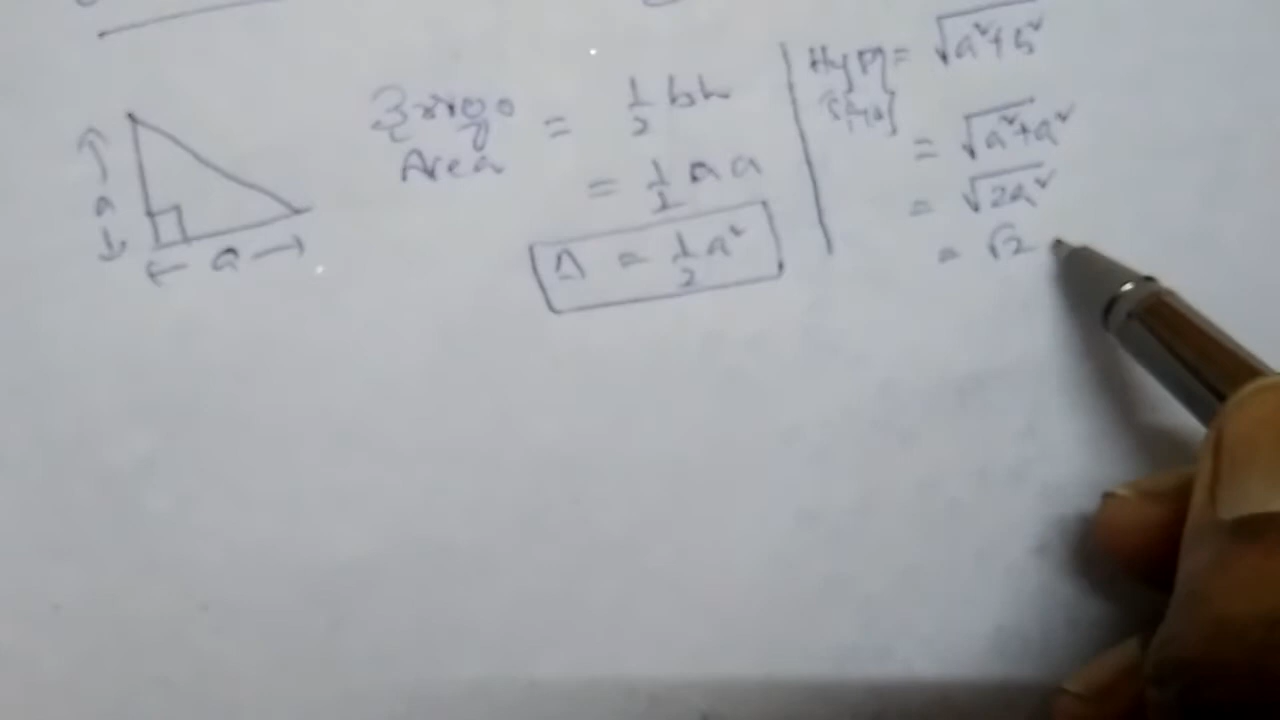 a
a
Area
= 1/2 bh
= 1/2 a a
Δ = 1/2 a²
Hyp = √a²+b²
= √a²+a²
= √2a²
= √2